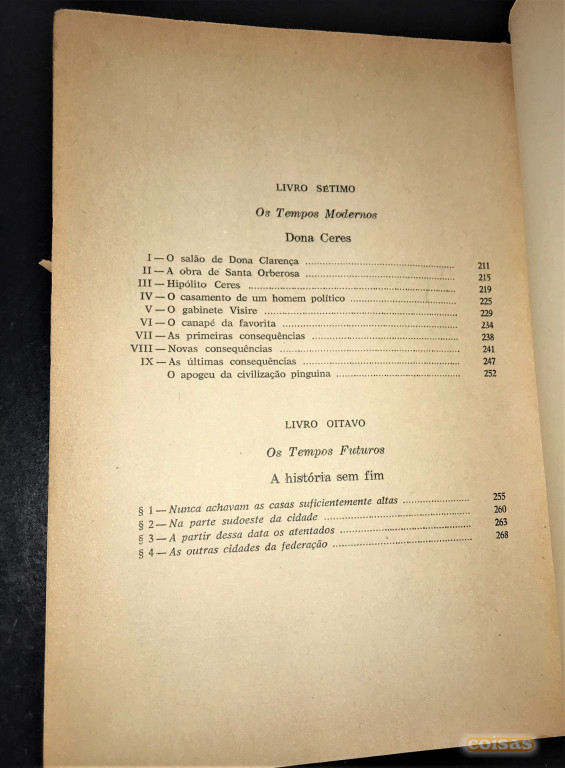 LIVRO SÉTIMO
Os Tempos Modernos
Dona Ceres
I — O salão de Dona Clarença ........ 211
II — A obra de Santa Orberosa ........ 215
III — Hipólito Ceres ........ 219
IV — O casamento de um homem político ........ 225
V — O gabinete Visire ........ 229
VI — O canapé da favorita ........ 234
VII — As primeiras consequências ........ 238
VIII — Novas consequências ........ 241
IX — As últimas consequências ........ 247
O apogeu da civilização pinguina ........ 252
LIVRO OITAVO
Os Tempos Futuros
A história sem fim
§ 1 — Nunca achavam as casas suficientemente altas ........ 255
§ 2 — Na parte sudoeste da cidade ........ 260
§ 3 — A partir dessa data os atentados ........ 263
§ 4 — As outras cidades da federação ........ 268
coisas